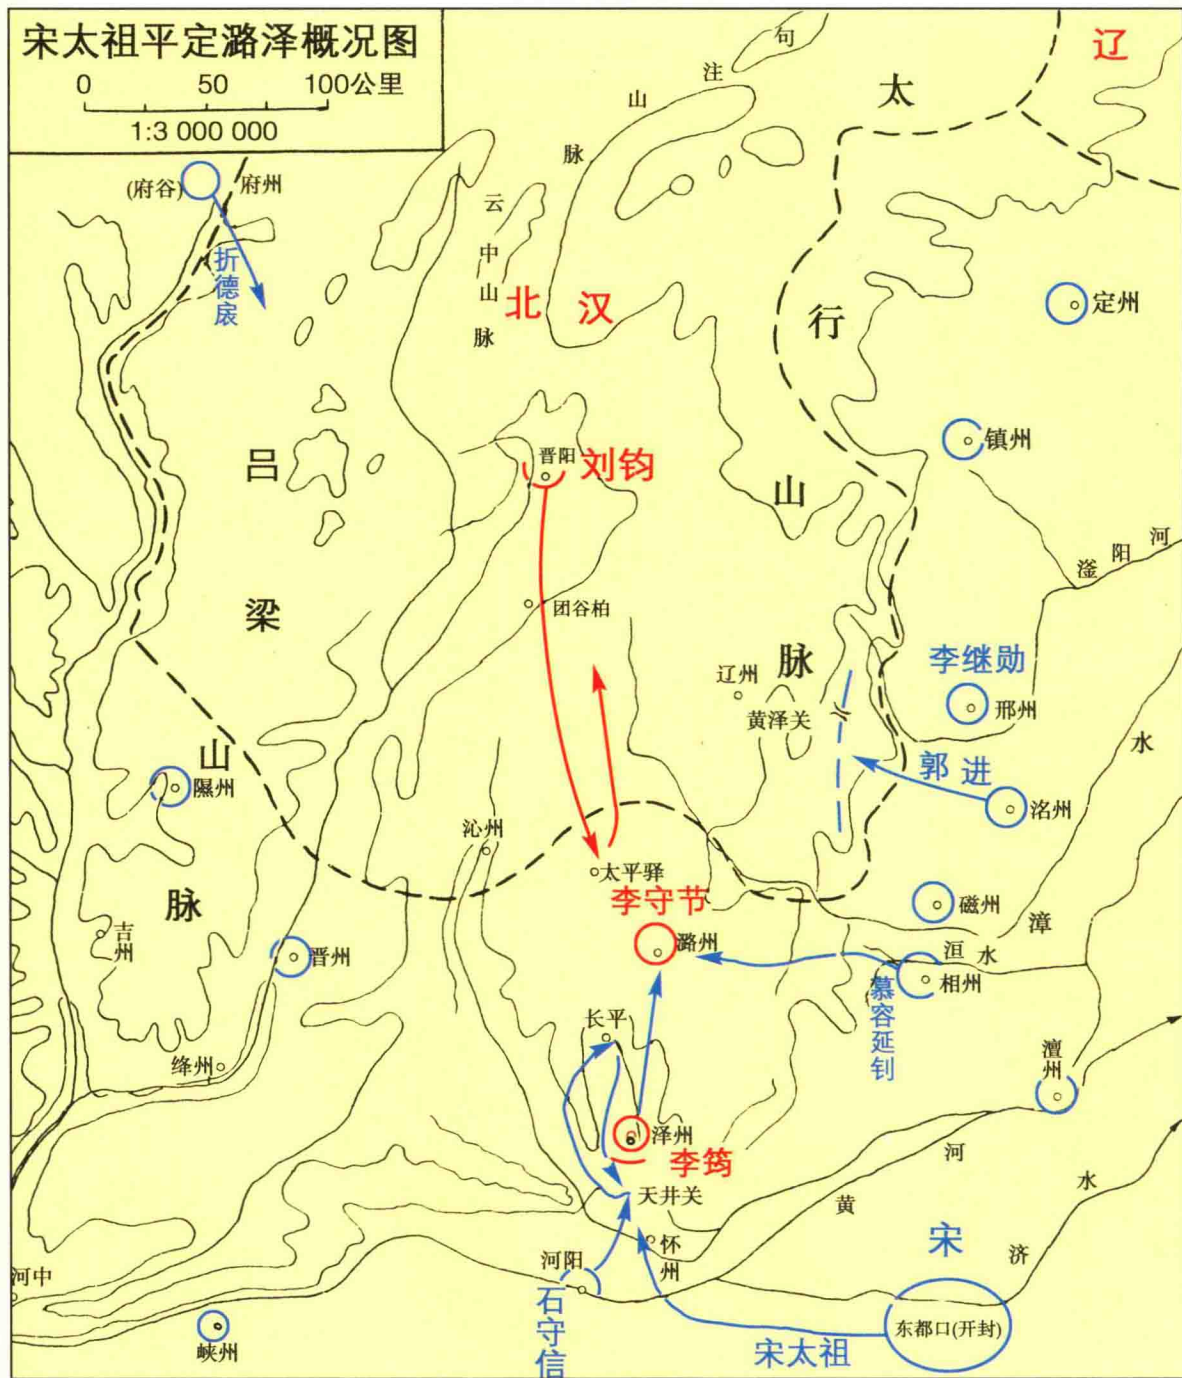 宋太祖平定潞泽概况图
0 50 100公里
1:3 000 000
辽
句
注
山
脉
太
行
山
脉
(府谷)
府州
折德扆
云
中
山
脉
北汉
定州
镇州
晋阳
刘钧
吕
梁
山
脉
滏阳河
团谷柏
辽州
黄泽关
李继勋
邢州
郭进
洺州
隰州
沁州
太平驿
李守节
潞州
磁州
漳
水
洹水
相州
慕容延钊
吉州
晋州
长平
绛州
澶州
泽州
李筠
天井关
黄
河
济
水
宋
怀州
河阳
石守信
河中
峡州
宋太祖
东都口(开封)